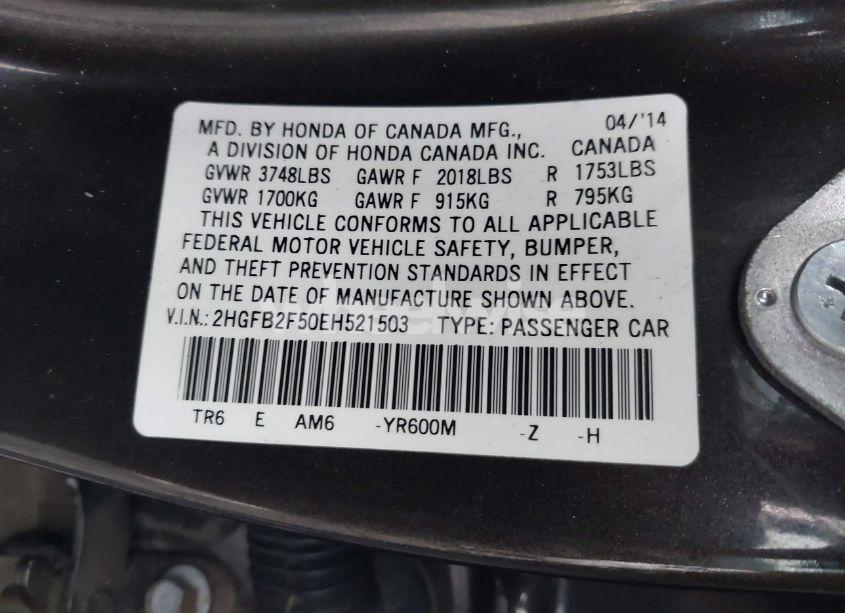 MFD. BY HONDA OF CANADA MFG., 04/'14
A DIVISION OF HONDA CANADA INC. CANADA
GVWR 3748LBS GAWR F 2018LBS R 1753LBS
GVWR 1700KG GAWR F 915KG R 795KG
THIS VEHICLE CONFORMS TO ALL APPLICABLE
FEDERAL MOTOR VEHICLE SAFETY, BUMPER,
AND THEFT PREVENTION STANDARDS IN EFFECT
ON THE DATE OF MANUFACTURE SHOWN ABOVE.
V.I.N.: 2HGFB2F50EH521503 TYPE: PASSENGER CAR
TR6 E AM6 -YR600M -Z -H